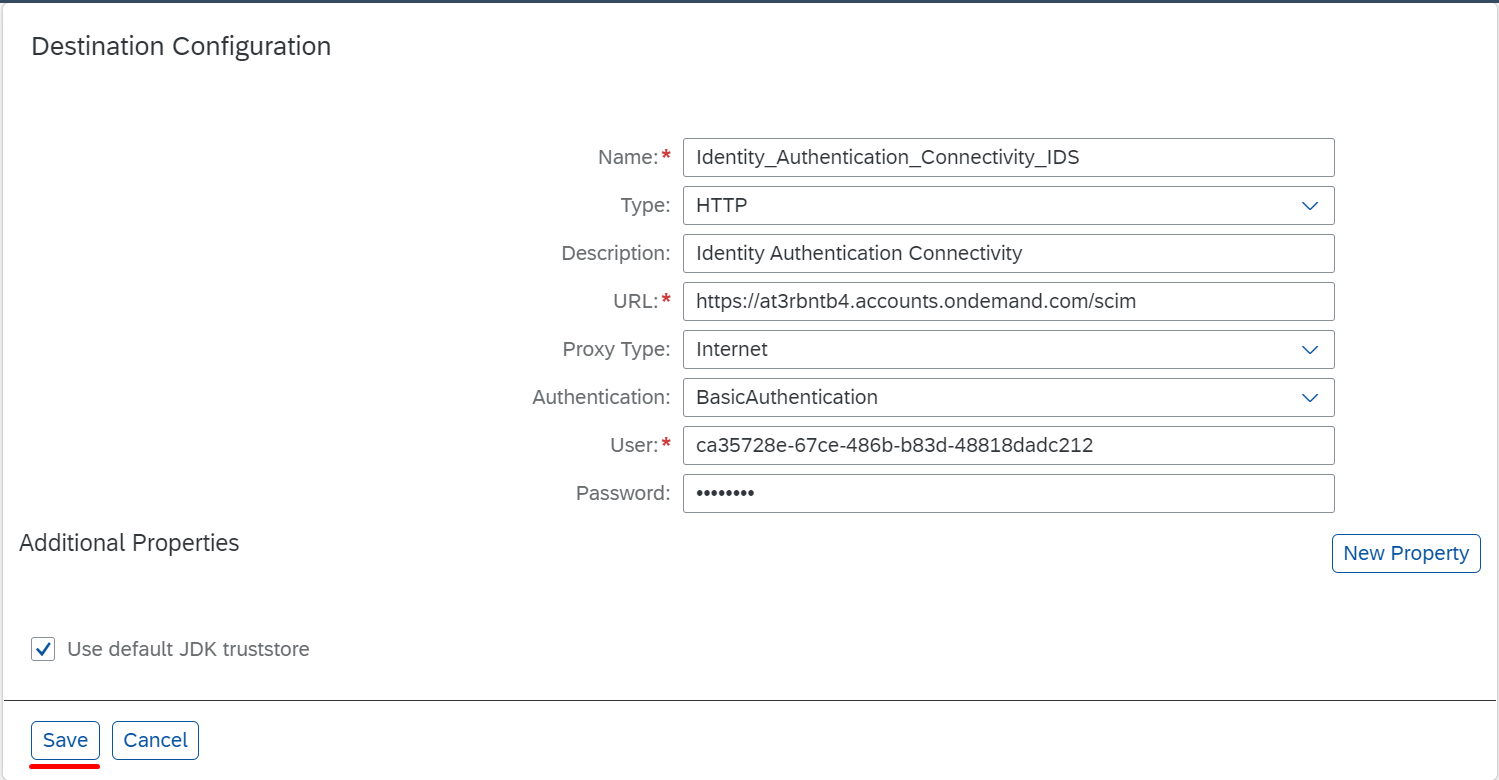 Destination Configuration
Name:* Identity_Authentication_Connectivity_IDS
Type: HTTP
Description: Identity Authentication Connectivity
URL:* https://at3rbntb4.accounts.ondemand.com/scim
Proxy Type: Internet
Authentication: BasicAuthentication
User:* ca35728e-67ce-486b-b83d-48818dadc212
Password: ••••••••
Additional Properties
New Property
Use default JDK truststore
Save Cancel